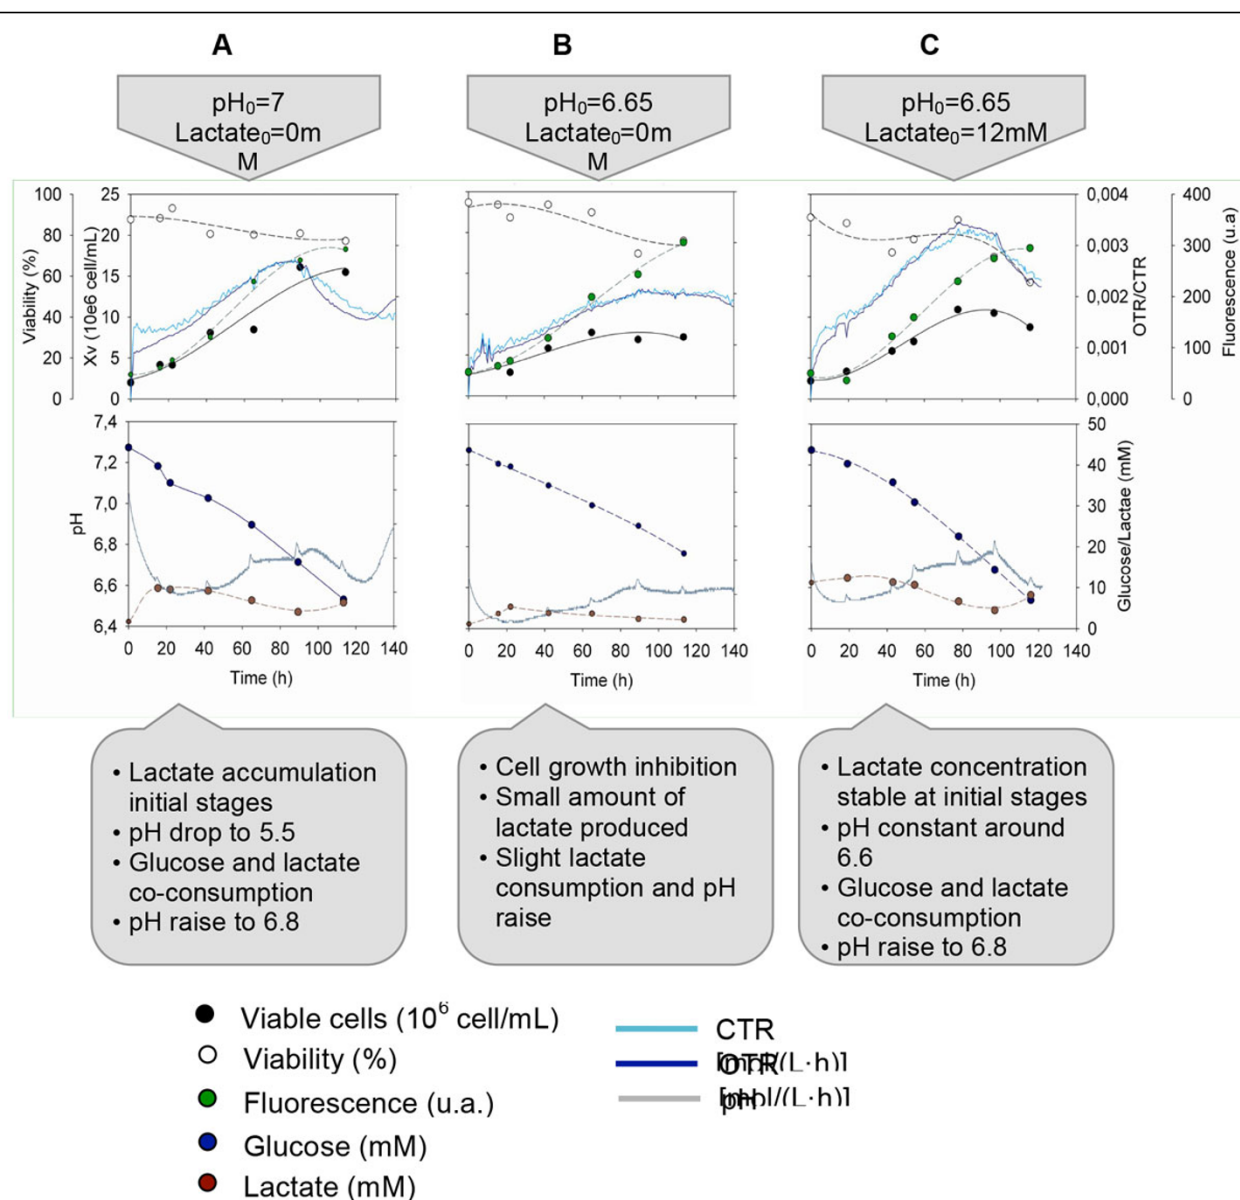 A
B
C
pH₀=7
Lactate₀=0m
M
pH₀=6.65
Lactate₀=0m
M
pH₀=6.65
Lactate₀=12mM
Viability (%)
100
80
60
40
20
0
Xv (10e6 cell/mL)
25
20
15
10
5
0
0,004
0,003
0,002
0,001
0,000
OTR/CTR
400
300
200
100
0
Fluorescence (u.a)
pH
7,4
7,2
7,0
6,8
6,6
6,4
50
40
30
20
10
0
Glucose/Lactae (mM)
0 20 40 60 80 100 120 140
Time (h)
0 20 40 60 80 100 120 140
Time (h)
0 20 40 60 80 100 120 140
Time (h)
• Lactate accumulation
initial stages
• pH drop to 5.5
• Glucose and lactate
co-consumption
• pH raise to 6.8
• Cell growth inhibition
• Small amount of
lactate produced
• Slight lactate
consumption and pH
raise
• Lactate concentration
stable at initial stages
• pH constant around
6.6
• Glucose and lactate
co-consumption
• pH raise to 6.8
Viable cells (10⁶ cell/mL)
Viability (%)
Fluorescence (u.a.)
Glucose (mM)
Lactate (mM)
CTR
[mol/(L·h)]
OTR
[mol/(L·h)]
pH